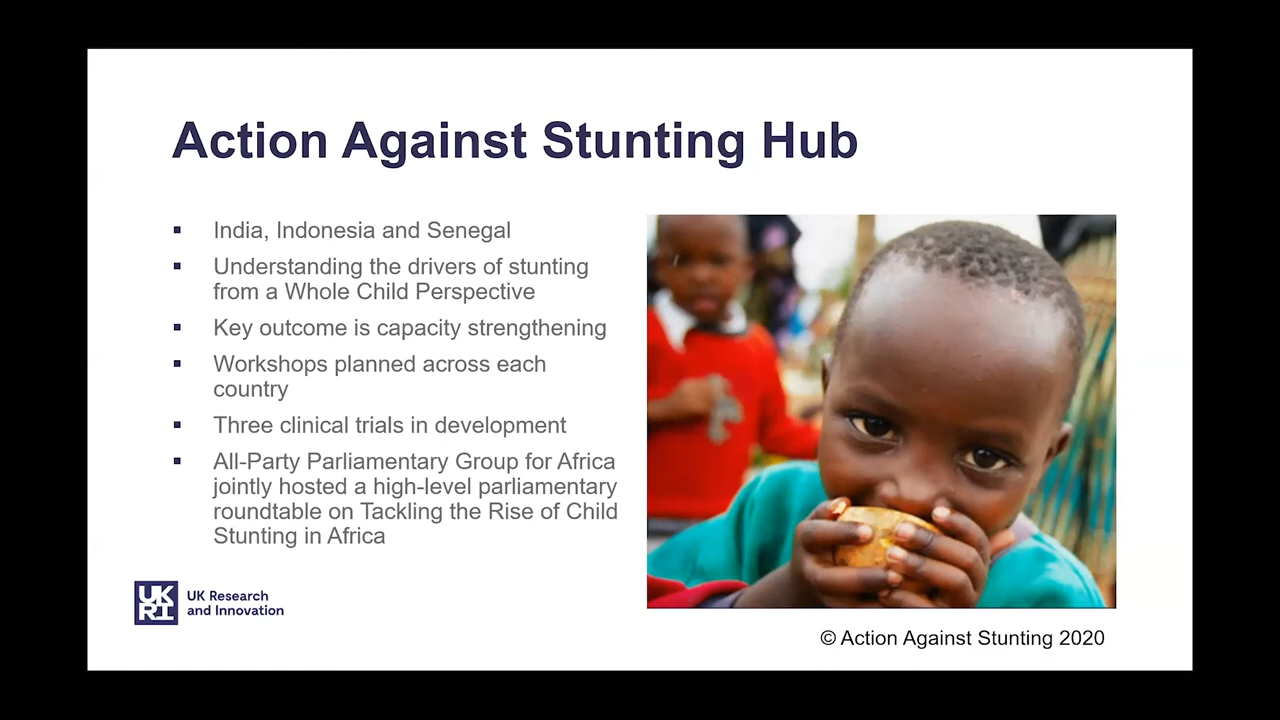 Action Against Stunting Hub
India, Indonesia and Senegal
Understanding the drivers of stunting
from a Whole Child Perspective
Key outcome is capacity strengthening
Workshops planned across each
country
Three clinical trials in development
All-Party Parliamentary Group for Africa
jointly hosted a high-level parliamentary
roundtable on Tackling the Rise of Child
Stunting in Africa
UK
RI
UK Research
and Innovation
© Action Against Stunting 2020